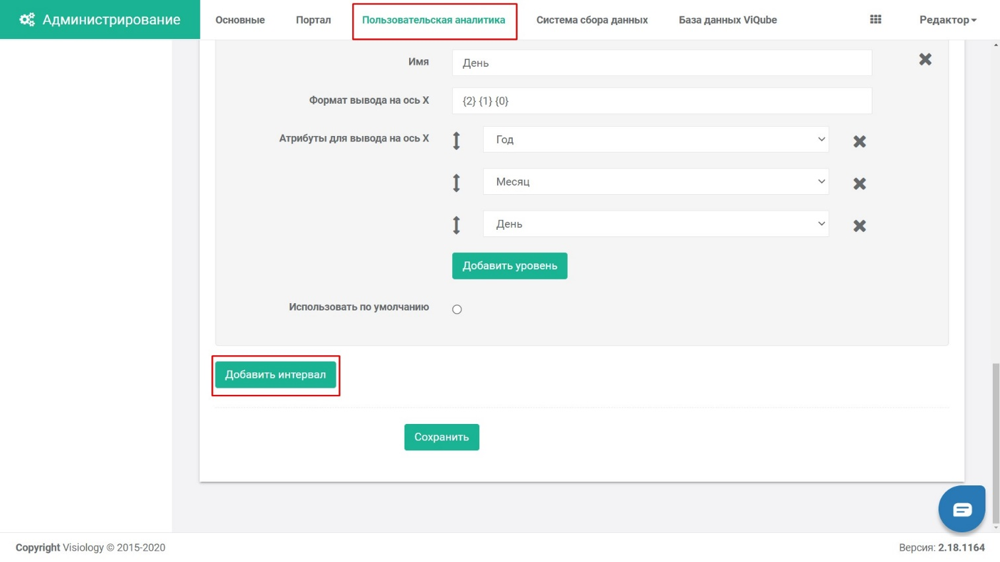 Администрирование
Основные
Портал
Пользовательская аналитика
Система сбора данных
База данных ViQube
Редактор
Имя
День
Формат вывода на ось X
{2} {1} {0}
Атрибуты для вывода на ось X
Год
Месяц
День
Добавить уровень
Использовать по умолчанию
Добавить интервал
Сохранить
Copyright Visiology © 2015-2020
Версия: 2.18.1164